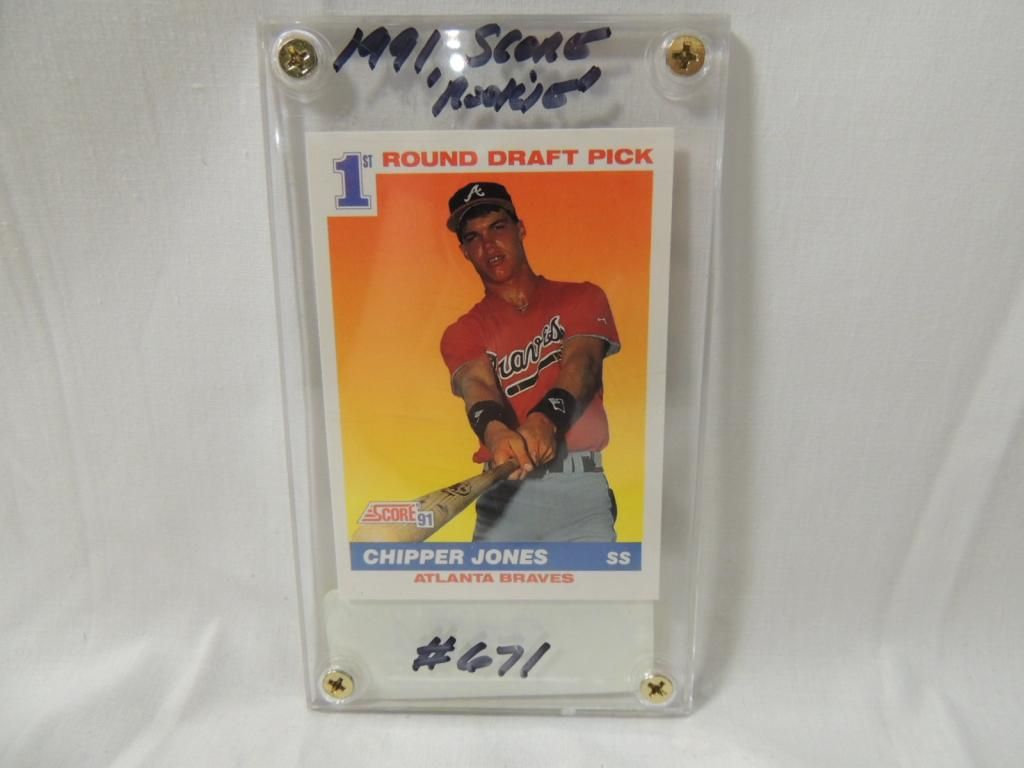 1991 SCORE
"ROOKIE"
1ST ROUND DRAFT PICK
A
Braves
SCORE 91
CHIPPER JONES SS
ATLANTA BRAVES
#671